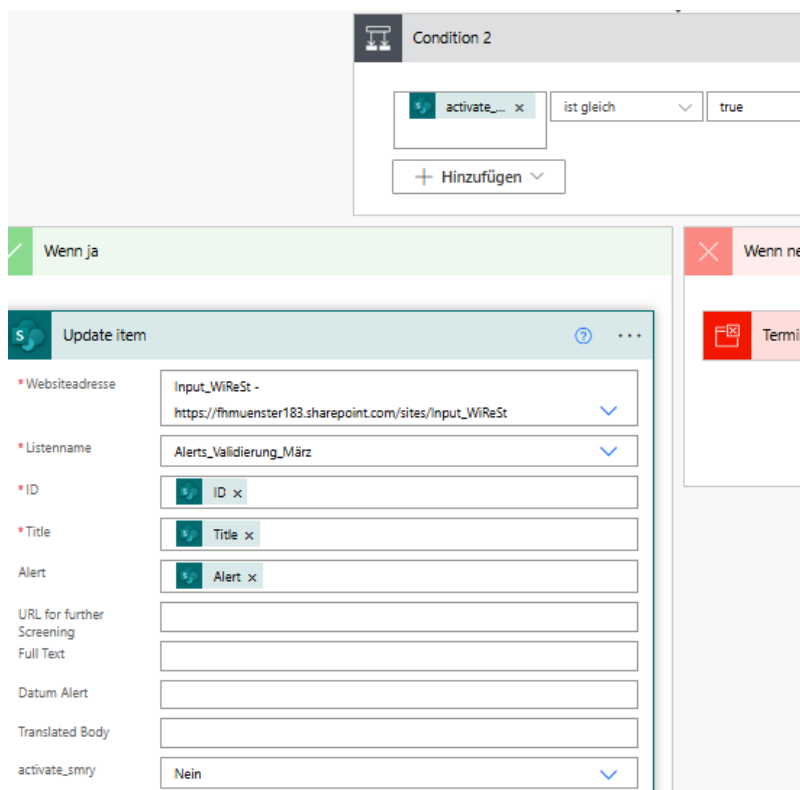 Condition 2
activate_...
ist gleich
true
Hinzufügen
Wenn ja
Wenn ne
Update item
Termi
*Websiteadresse
Input_WiReSt -
https://fhmuenster183.sharepoint.com/sites/Input_WiReSt
*Listenname
Alerts_Validierung_März
*ID
ID
*Title
Title
Alert
Alert
URL for further
Screening
Full Text
Datum Alert
Translated Body
activate_smry
Nein